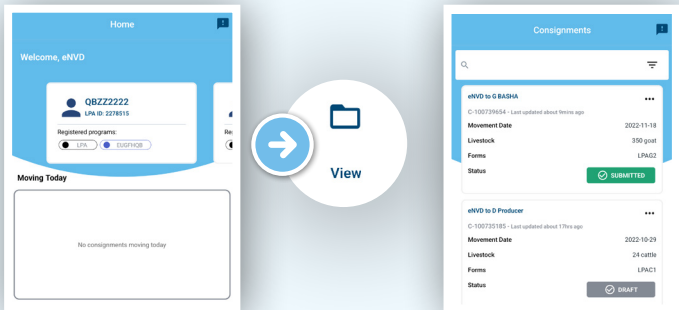 Home
Welcome, eNVD
QBZZ2222
LPA ID: 2278515
Registered programs:
LPA
EUGFHQB
Re
Moving Today
No consignments moving today
View
Consignments
eNVD to G BASHA
C-100739654 - Last updated about 9mins ago
Movement Date 2022-11-18
Livestock 350 goat
Forms LPAG2
Status SUBMITTED
eNVD to D Producer
C-100735185 - Last updated about 17hrs ago
Movement Date 2022-10-29
Livestock 24 cattle
Forms LPAC1
Status DRAFT